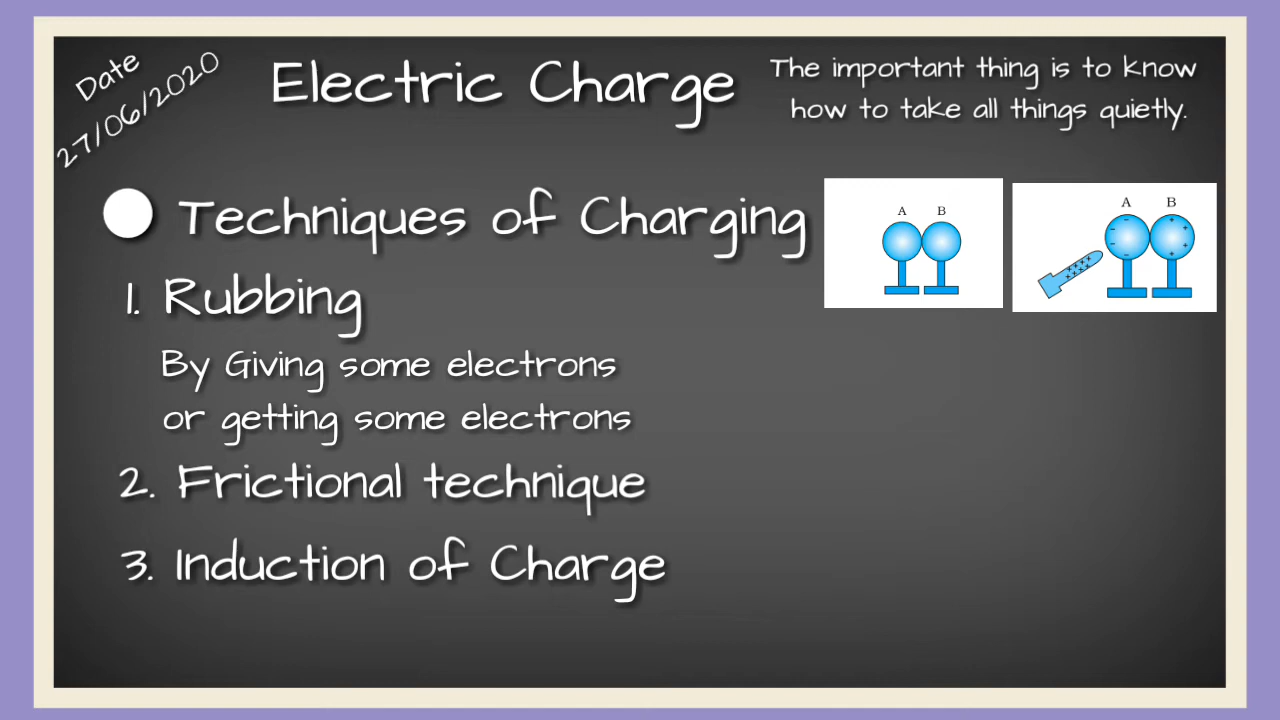 Date
27/06/2020
Electric Charge
The important thing is to know
how to take all things quietly.
Techniques of Charging
A B
A B
1. Rubbing
By Giving some electrons
or getting some electrons
2. Frictional technique
3. Induction of Charge